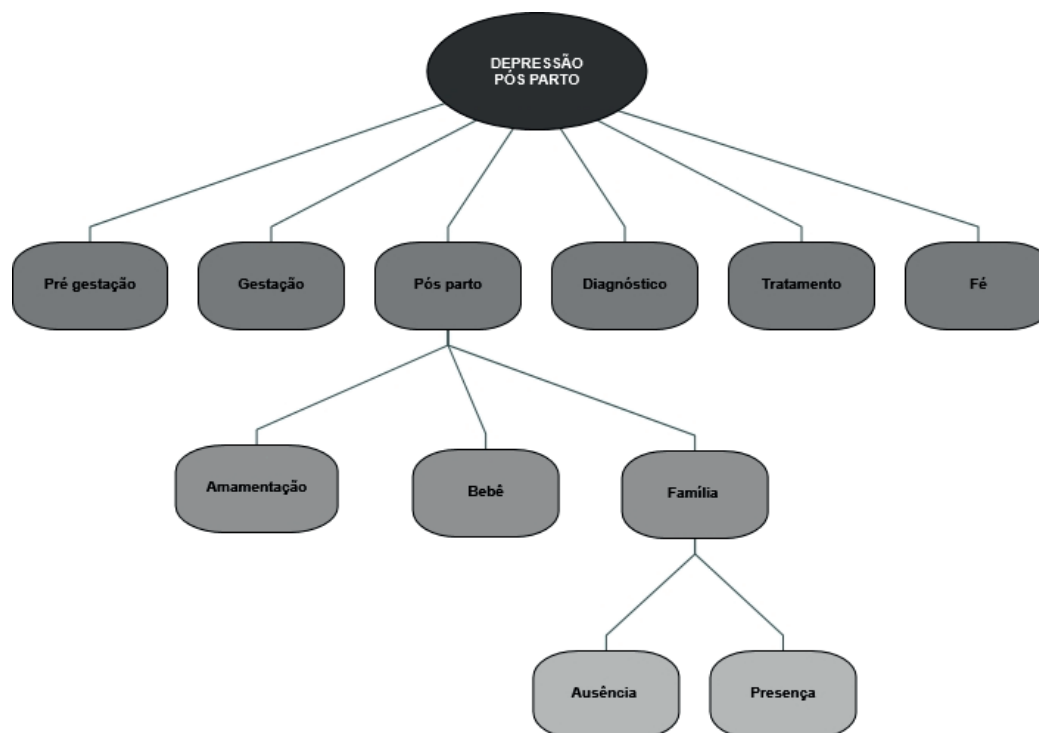 DEPRESSÃO
PÓS PARTO
Pré gestação
Gestação
Pós parto
Diagnóstico
Tratamento
Fé
Amamentação
Bebê
Família
Ausência
Presença